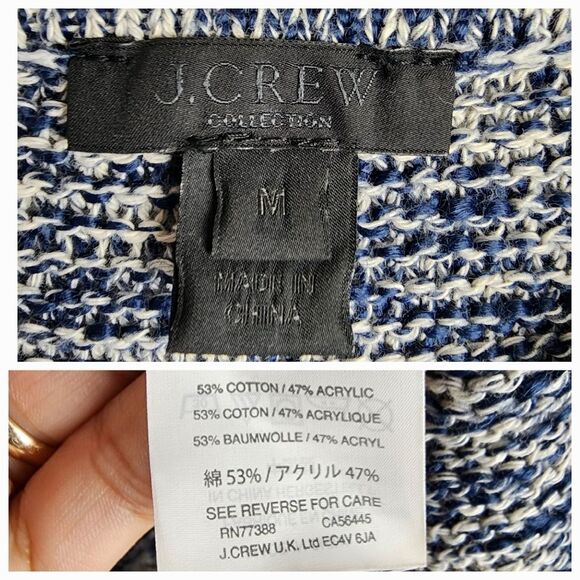 J.CREW
COLLECTION
M
MADE IN
CHINA
53% COTTON / 47% ACRYLIC
53% COTON / 47% ACRYLIQUE
53% BAUMWOLLE / 47% ACRYL
綿 53% / アクリル 47%
SEE REVERSE FOR CARE
RN77388 CA56445
J.CREW U.K. Ltd EC4V 6JA